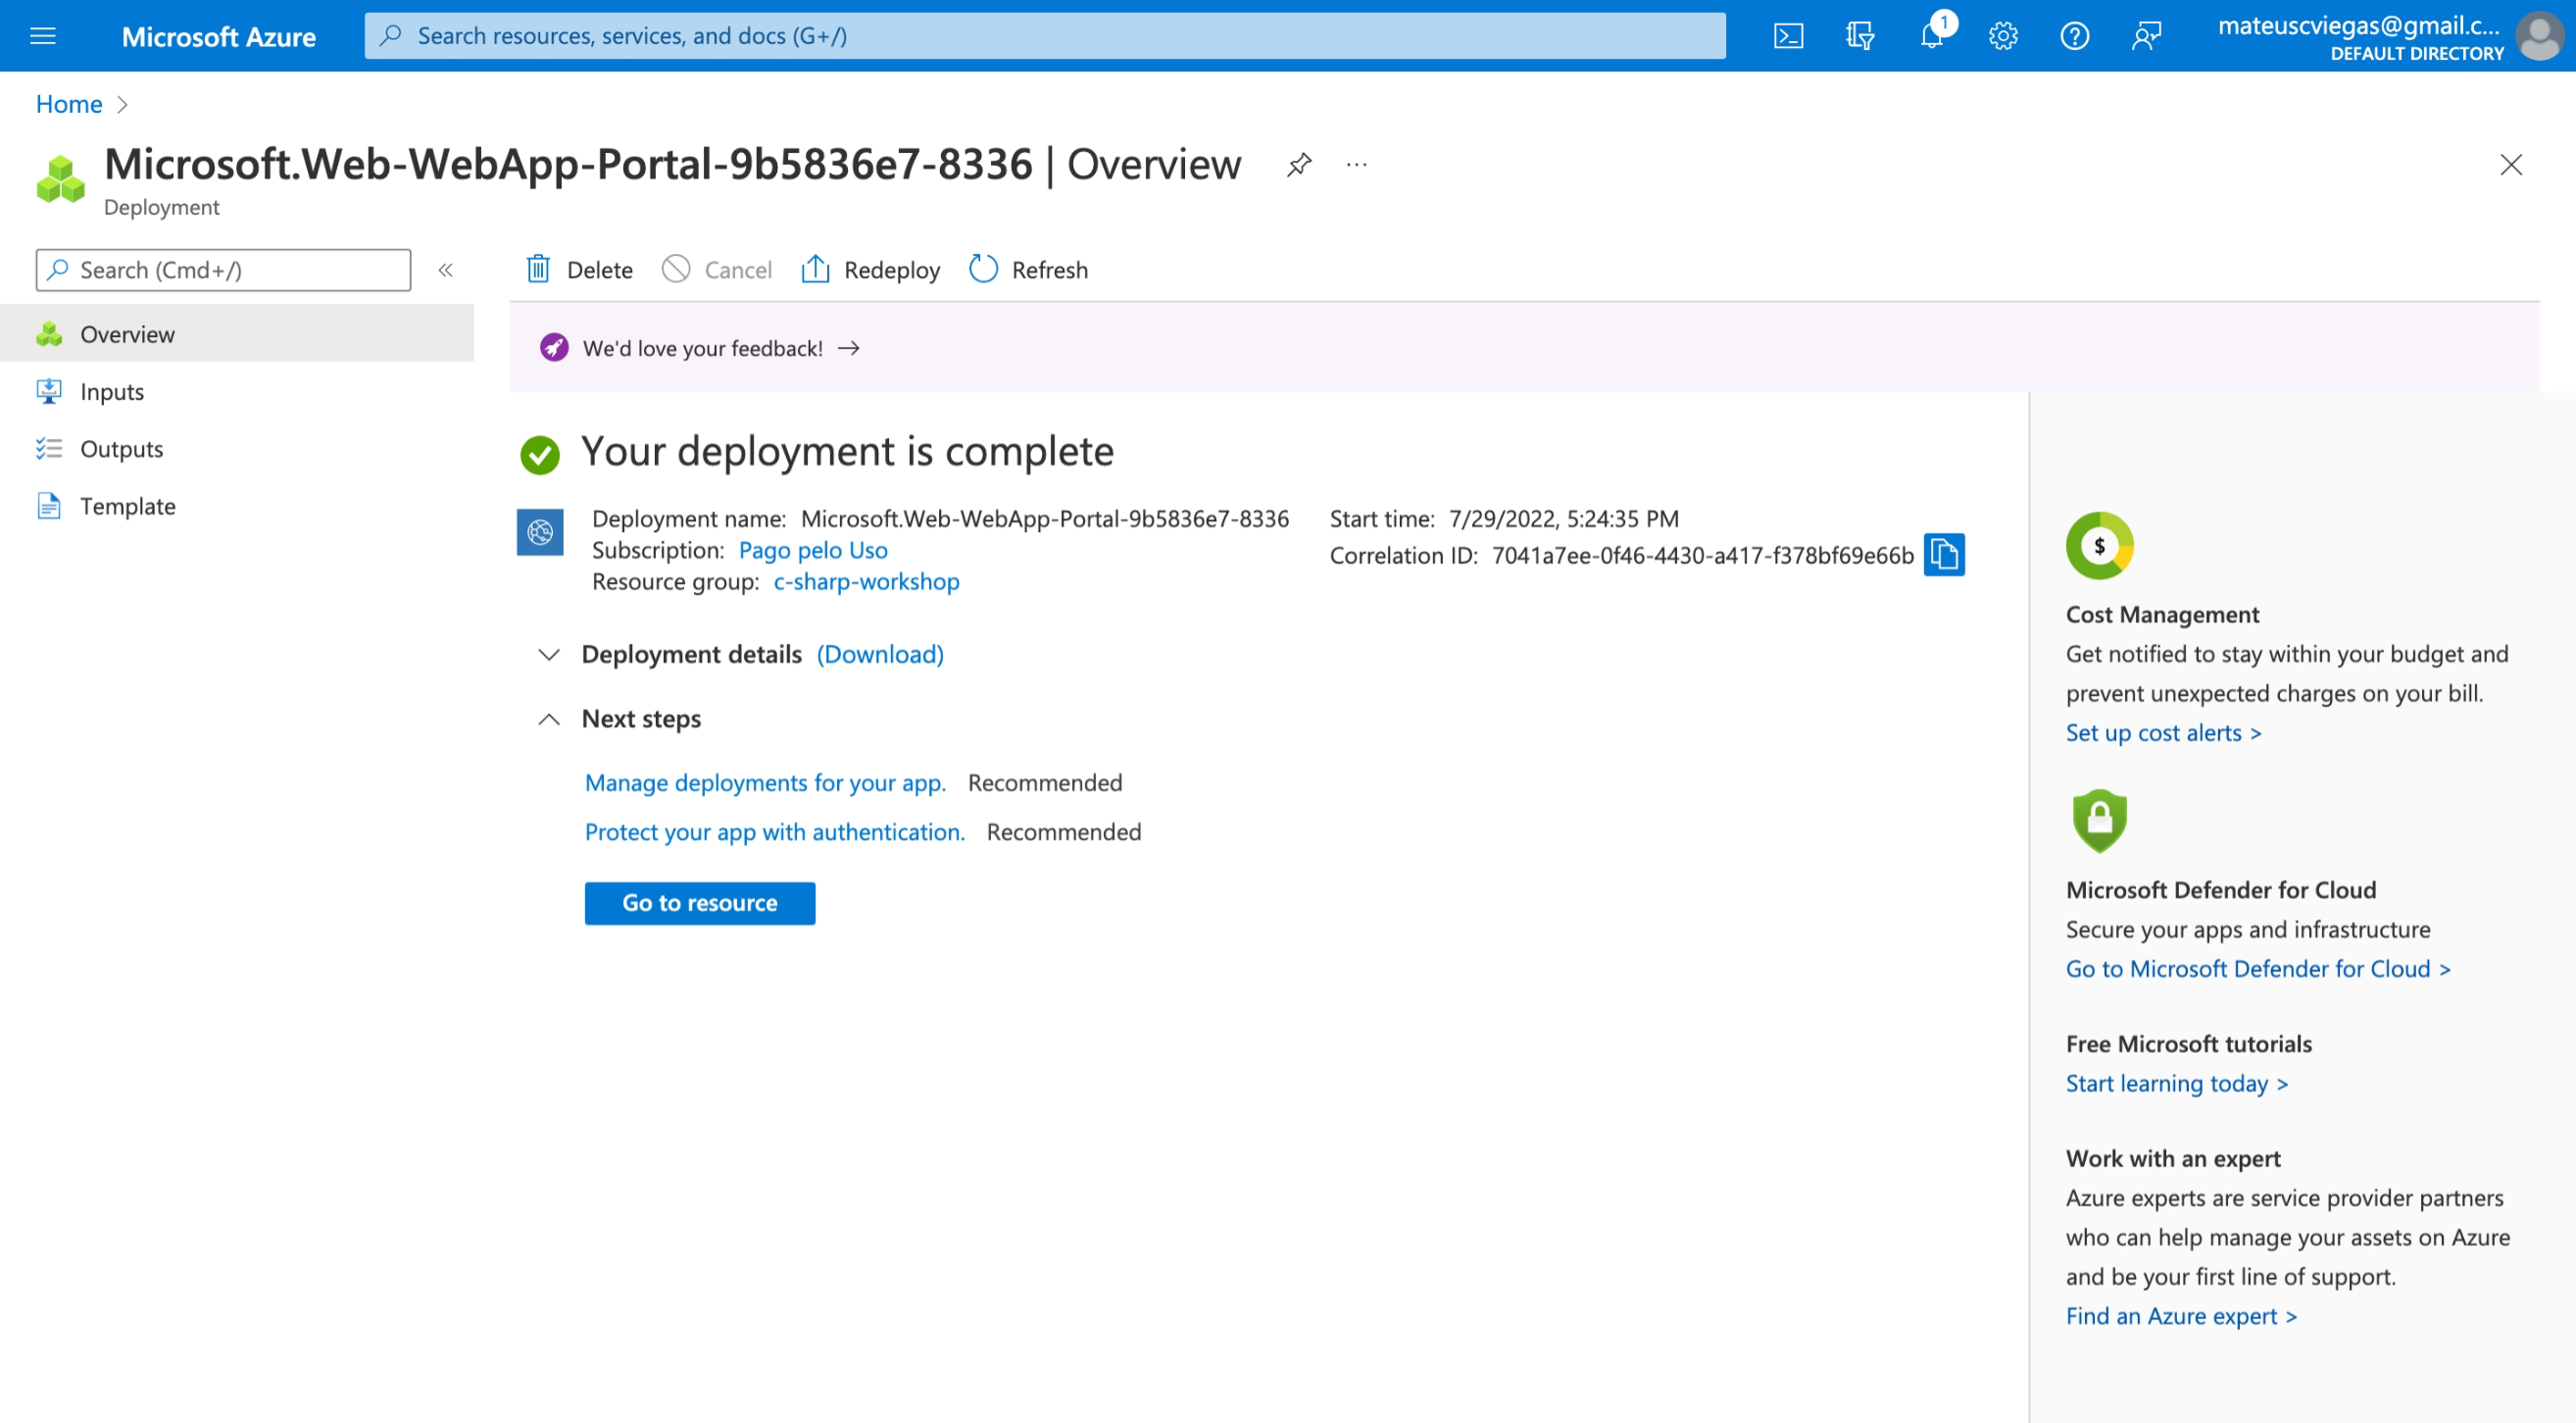 Microsoft Azure
Search resources, services, and docs (G+/)
1
mateuscviegas@gmail.c...
DEFAULT DIRECTORY
Home
Microsoft.Web-WebApp-Portal-9b5836e7-8336 | Overview
...
Deployment
Search (Cmd+/)
«
Delete
Cancel
Redeploy
Refresh
Overview
Inputs
Outputs
Template
We'd love your feedback! →
Your deployment is complete
Deployment name: Microsoft.Web-WebApp-Portal-9b5836e7-8336
Subscription: Pago pelo Uso
Resource group: c-sharp-workshop
Start time: 7/29/2022, 5:24:35 PM
Correlation ID: 7041a7ee-0f46-4430-a417-f378bf69e66b
Deployment details (Download)
Next steps
Manage deployments for your app. Recommended
Protect your app with authentication. Recommended
Go to resource
$
Cost Management
Get notified to stay within your budget and
prevent unexpected charges on your bill.
Set up cost alerts >
Microsoft Defender for Cloud
Secure your apps and infrastructure
Go to Microsoft Defender for Cloud >
Free Microsoft tutorials
Start learning today >
Work with an expert
Azure experts are service provider partners
who can help manage your assets on Azure
and be your first line of support.
Find an Azure expert >